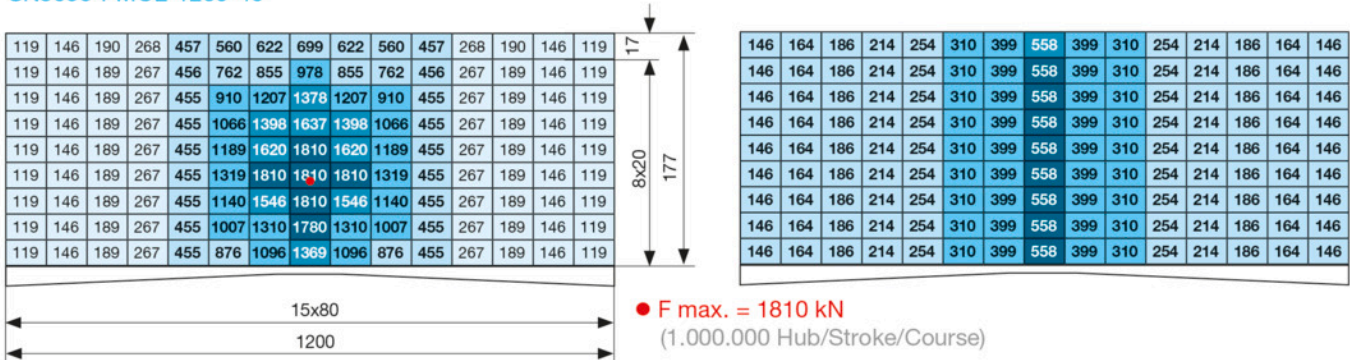 119 146 190 268 457 560 622 699 622 560 457 268 190 146 119
119 146 189 267 456 762 855 978 855 762 456 267 189 146 119
119 146 189 267 455 910 1207 1378 1207 910 455 267 189 146 119
119 146 189 267 455 1066 1398 1637 1398 1066 455 267 189 146 119
119 146 189 267 455 1189 1620 1810 1620 1189 455 267 189 146 119
119 146 189 267 455 1319 1810 1810 1810 1319 455 267 189 146 119
119 146 189 267 455 1140 1546 1810 1546 1140 455 267 189 146 119
119 146 189 267 455 1007 1310 1780 1310 1007 455 267 189 146 119
119 146 189 267 455 876 1096 1369 1096 876 455 267 189 146 119
17
8x20
177
15x80
1200
146 164 186 214 254 310 399 558 399 310 254 214 186 164 146
146 164 186 214 254 310 399 558 399 310 254 214 186 164 146
146 164 186 214 254 310 399 558 399 310 254 214 186 164 146
146 164 186 214 254 310 399 558 399 310 254 214 186 164 146
146 164 186 214 254 310 399 558 399 310 254 214 186 164 146
146 164 186 214 254 310 399 558 399 310 254 214 186 164 146
146 164 186 214 254 310 399 558 399 310 254 214 186 164 146
146 164 186 214 254 310 399 558 399 310 254 214 186 164 146
146 164 186 214 254 310 399 558 399 310 254 214 186 164 146
F max. = 1810 kN
(1.000.000 Hub/Stroke/Course)